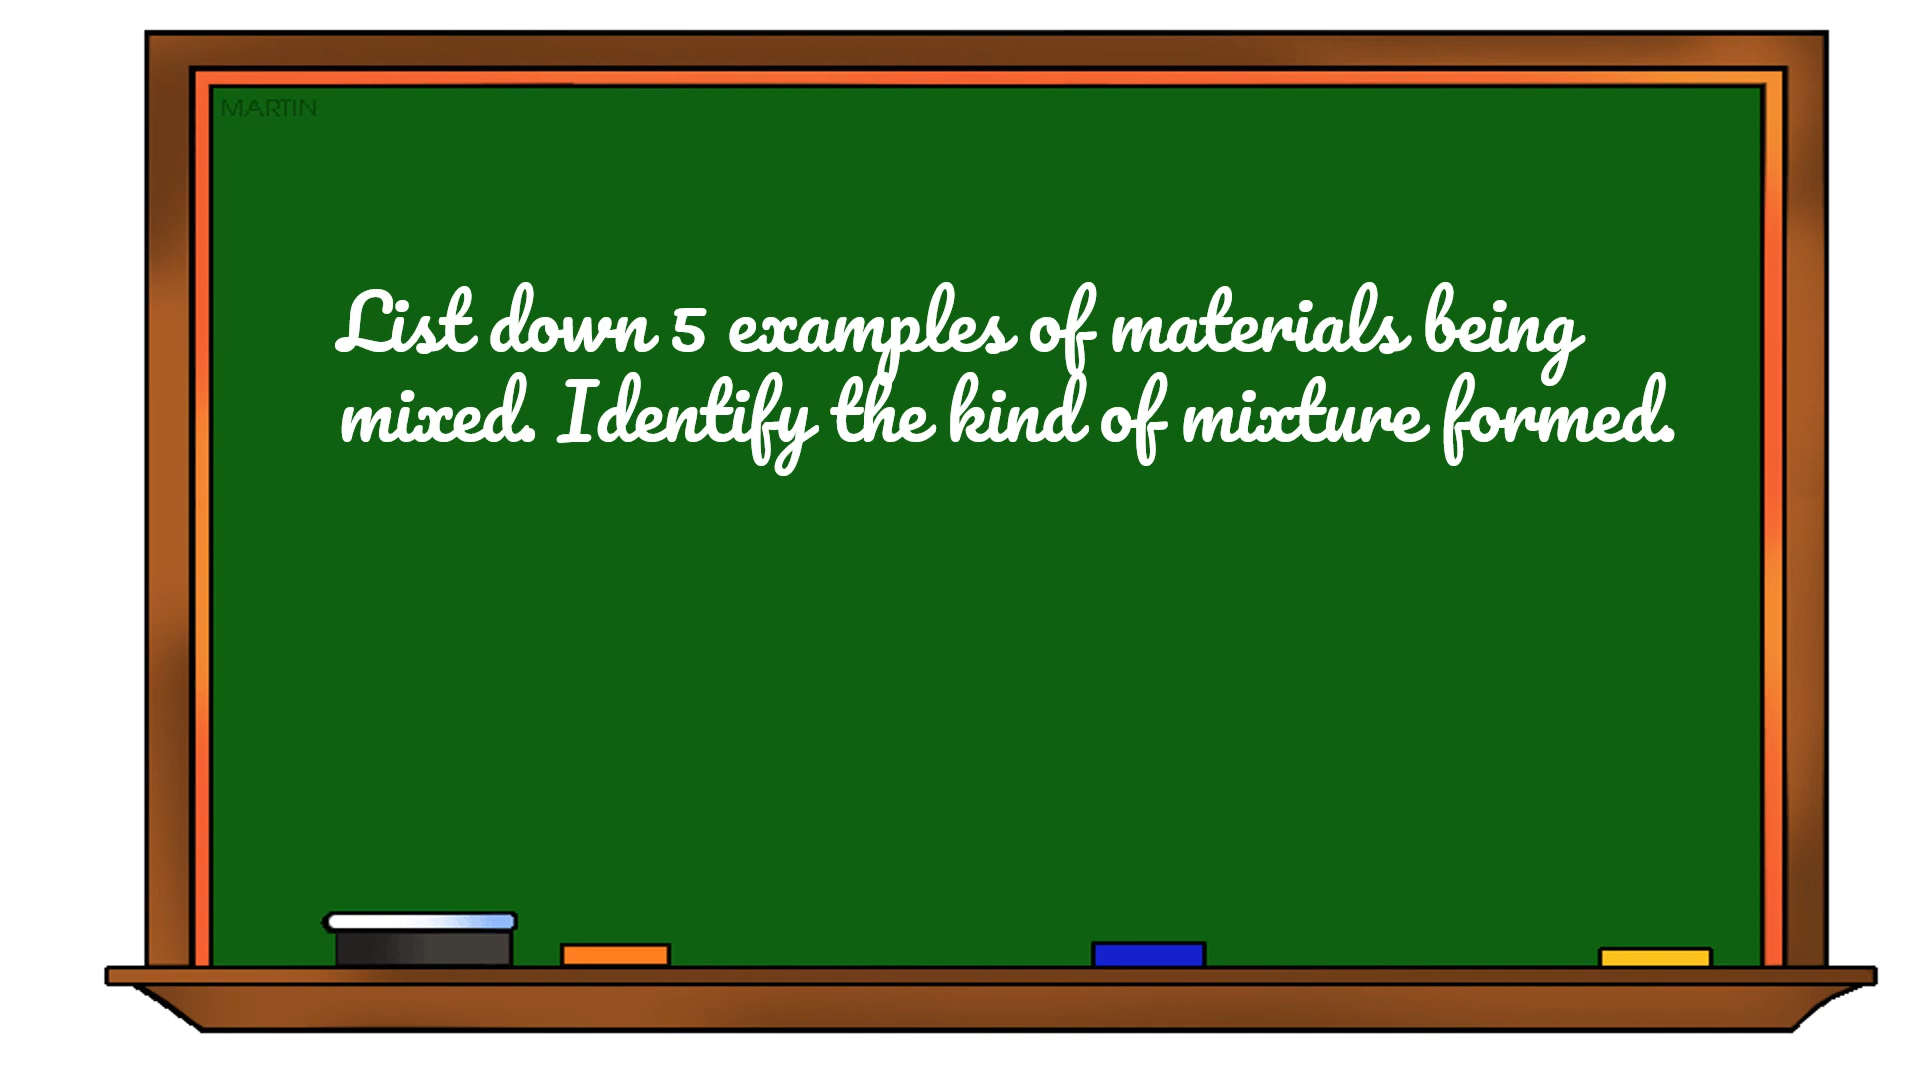 MARTIN
List down 5 examples of materials being
mixed. Identify the kind of mixture formed.